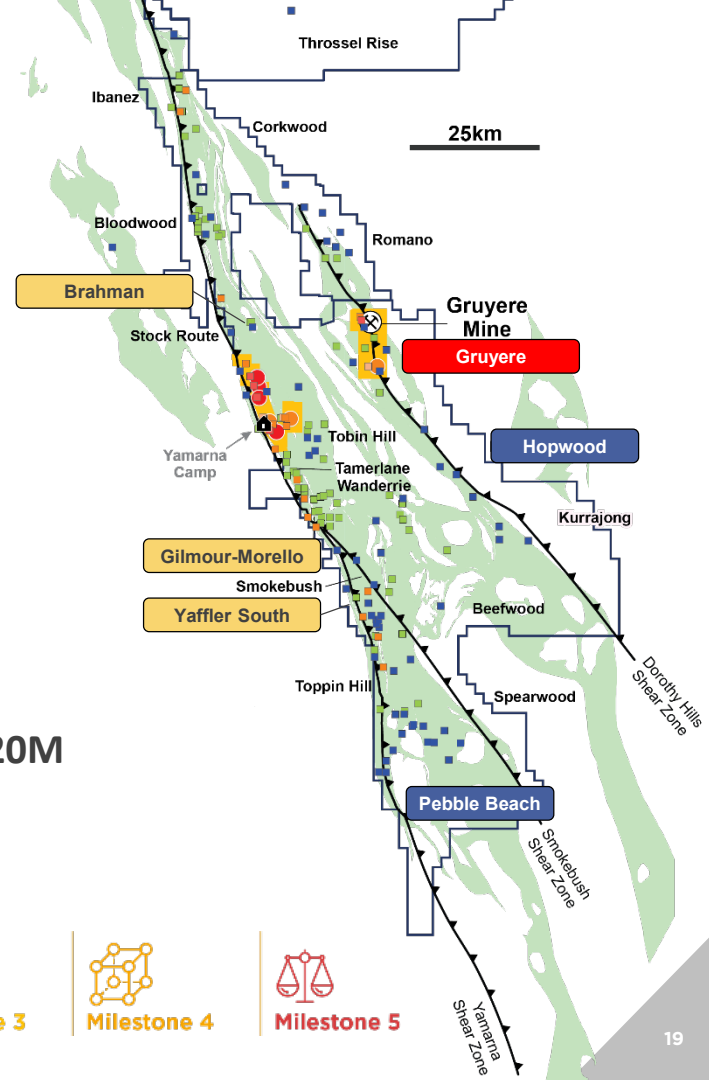 Throssel Rise
Ibanez
Corkwood
25km
Bloodwood
Romano
Brahman
Gruyere
Mine
Stock Route
Gruyere
Yamarna
Camp
Tobin Hill
Hopwood
Tamerlane
Wanderrie
Kurrajong
Gilmour-Morello
Smokebush
Yaffler South
Beefwood
Toppin Hill
Dorothy Hills
Shear Zone
Spearwood
20M
Pebble Beach
Smokebush
Shear Zone
e 3
Milestone 4
Milestone 5
Yamarna
Shear Zone
19